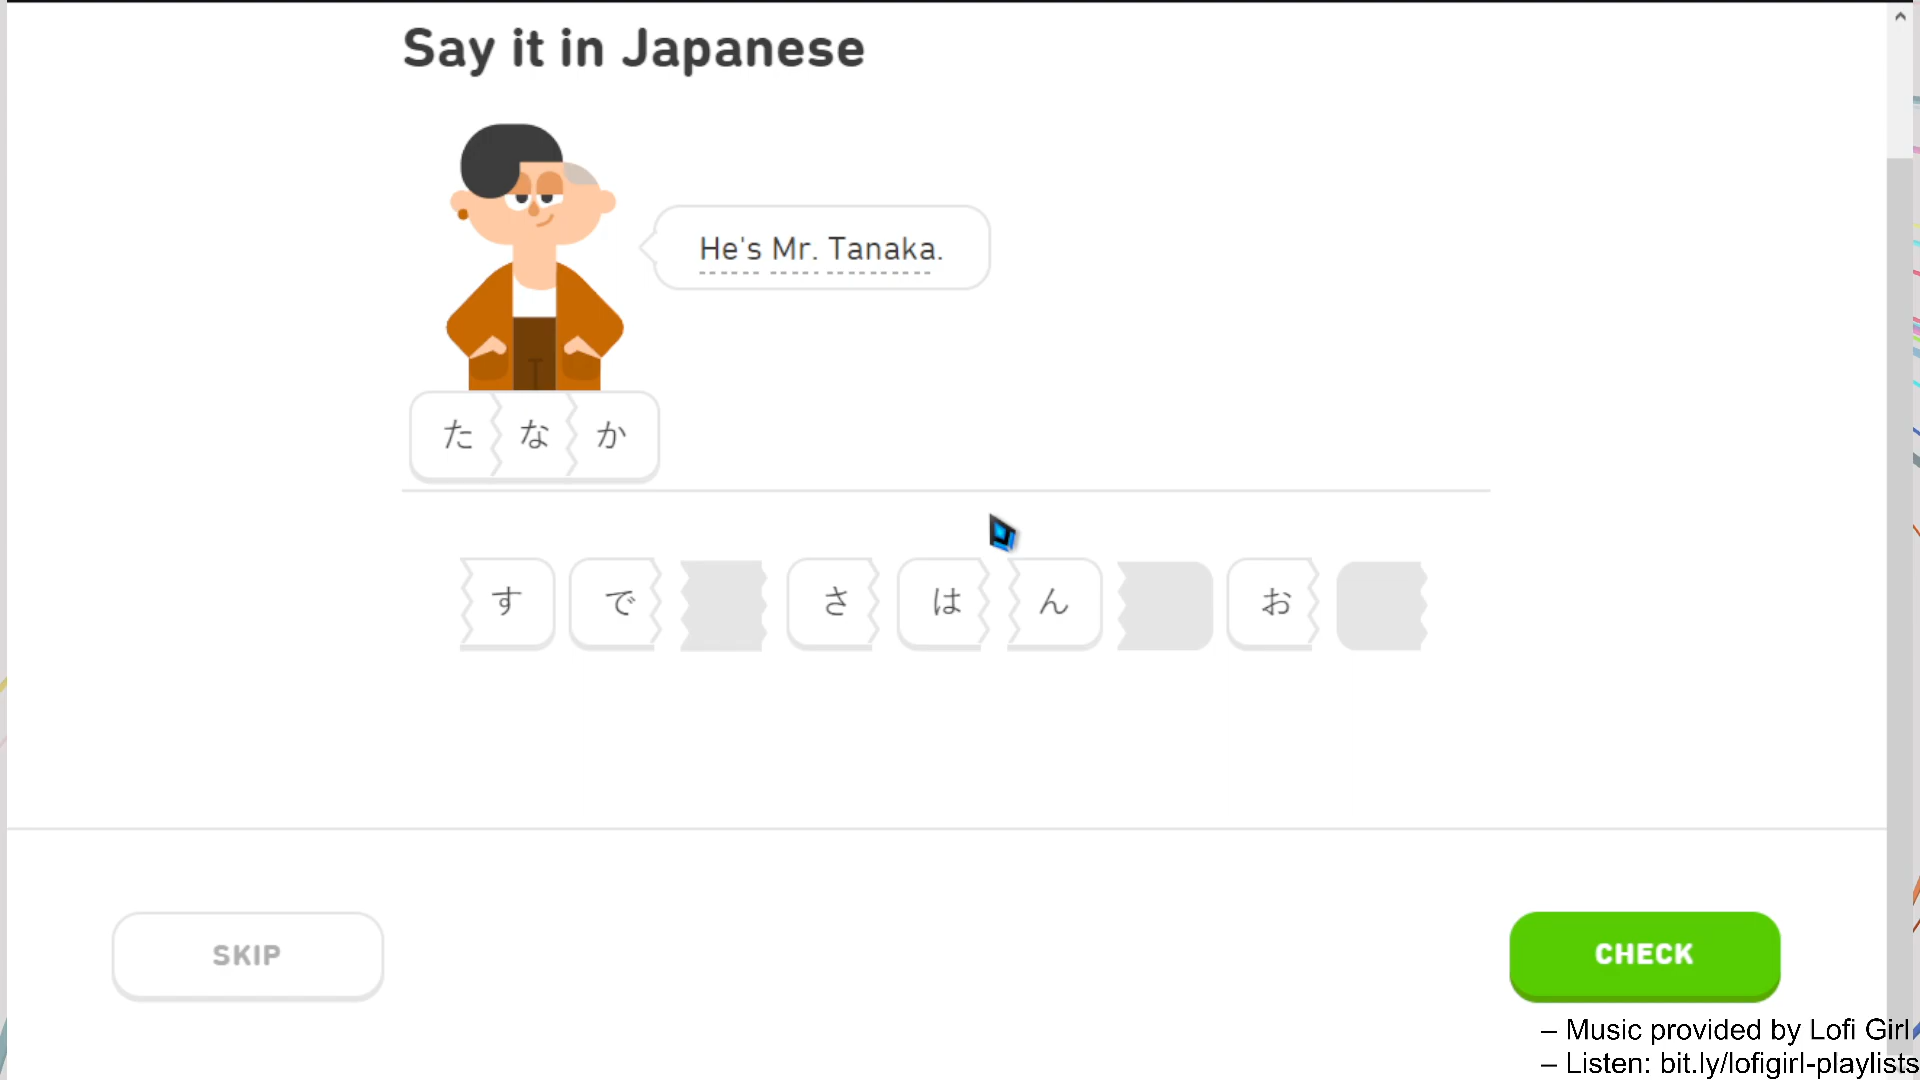 Say it in Japanese
He's Mr. Tanaka.
た な か
す で さ は ん お
SKIP
CHECK
– Music provided by Lofi Girl
– Listen: bit.ly/lofigirl-playlists